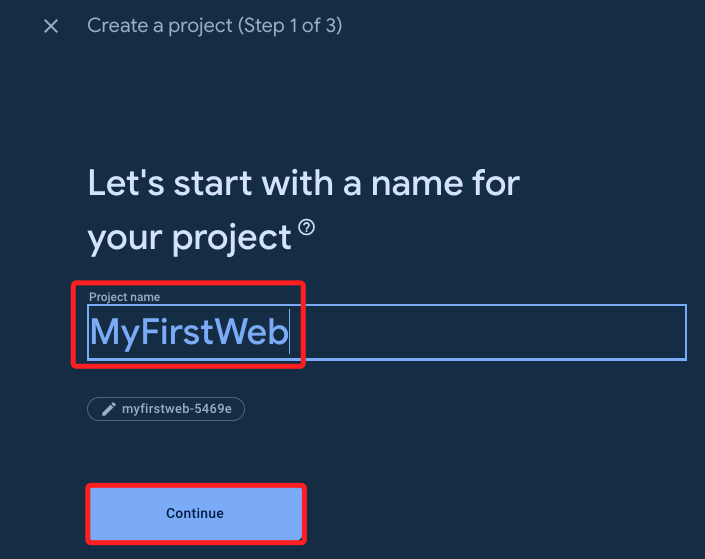 Create a project (Step 1 of 3)
Let's start with a name for
your project
Project name
MyFirstWeb
myfirstweb-5469e
Continue